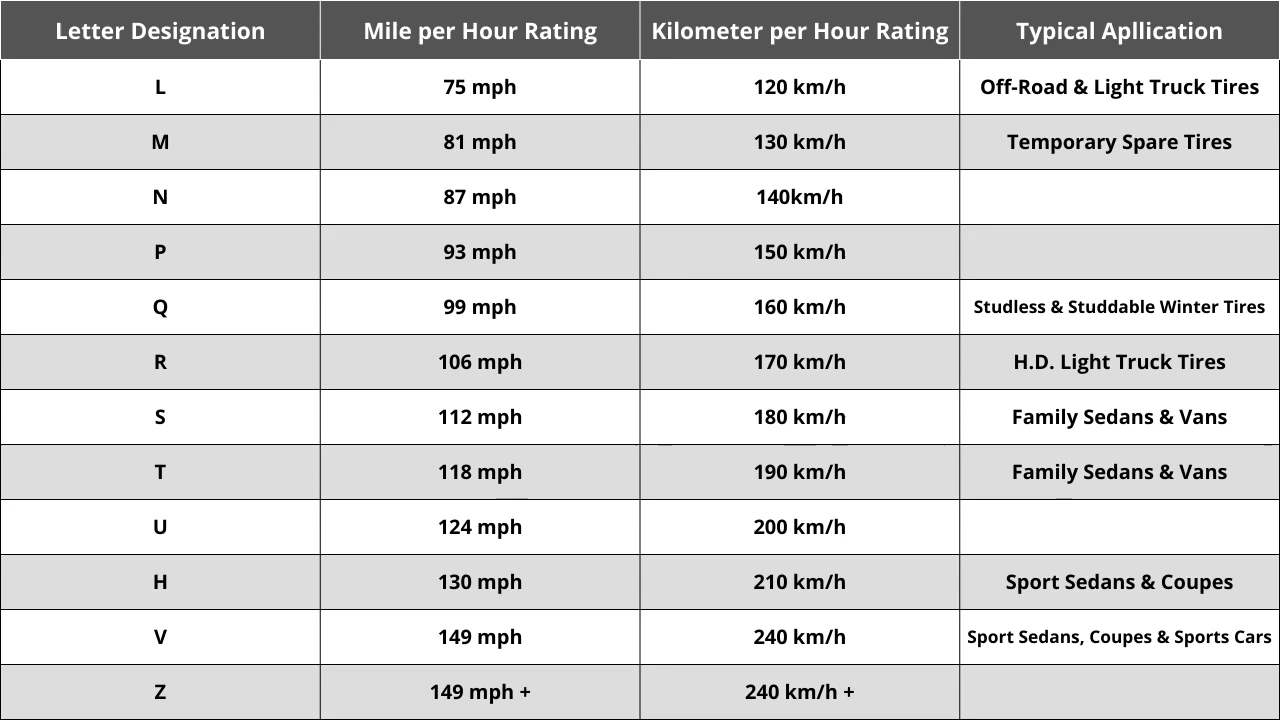 Letter Designation Mile per Hour Rating Kilometer per Hour Rating Typical Apllication
L 75 mph 120 km/h Off-Road & Light Truck Tires
M 81 mph 130 km/h Temporary Spare Tires
N 87 mph 140km/h
P 93 mph 150 km/h
Q 99 mph 160 km/h Studless & Studdable Winter Tires
R 106 mph 170 km/h H.D. Light Truck Tires
S 112 mph 180 km/h Family Sedans & Vans
T 118 mph 190 km/h Family Sedans & Vans
U 124 mph 200 km/h
H 130 mph 210 km/h Sport Sedans & Coupes
V 149 mph 240 km/h Sport Sedans, Coupes & Sports Cars
Z 149 mph + 240 km/h +